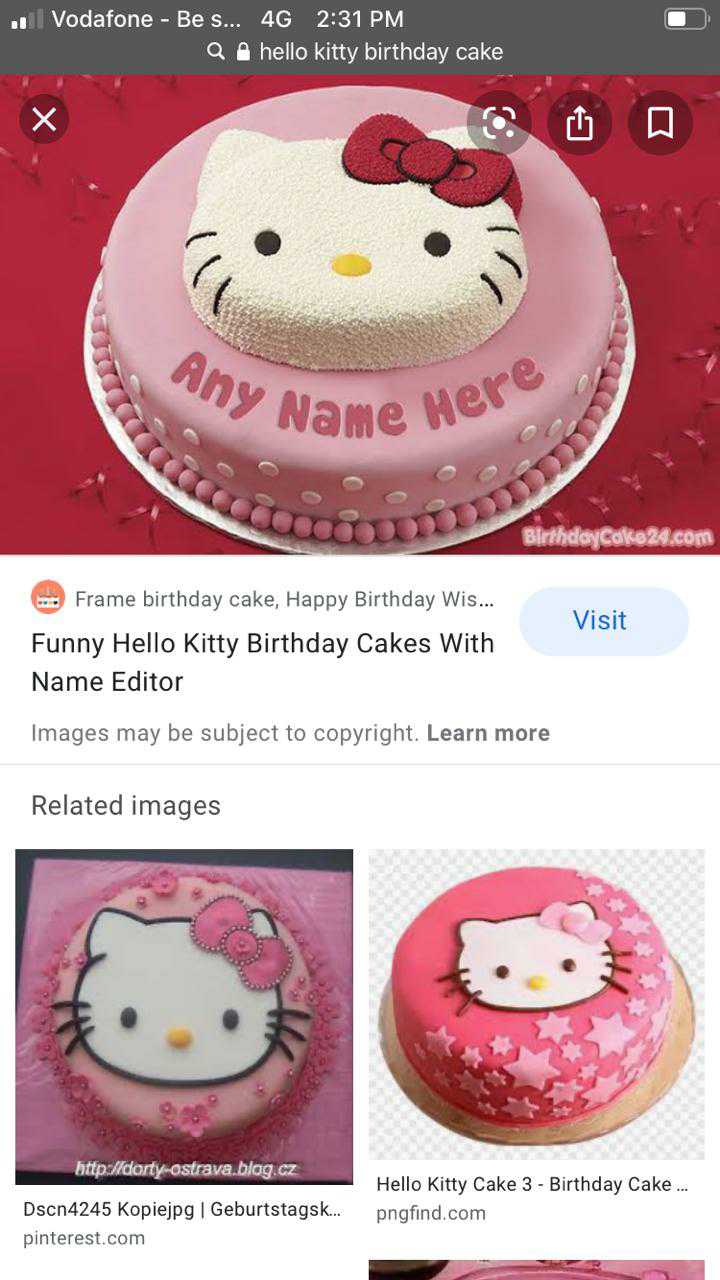 Vodafone - Be s... 4G 2:31 PM
hello kitty birthday cake
Any Name Here
BirthdayCake24.com
Frame birthday cake, Happy Birthday Wis...
Visit
Funny Hello Kitty Birthday Cakes With
Name Editor
Images may be subject to copyright. Learn more
Related images
http://dorty-ostrava.blog.cz
Dscn4245 Kopiejpg | Geburtstagsk...
pinterest.com
Hello Kitty Cake 3 - Birthday Cake ...
pngfind.com